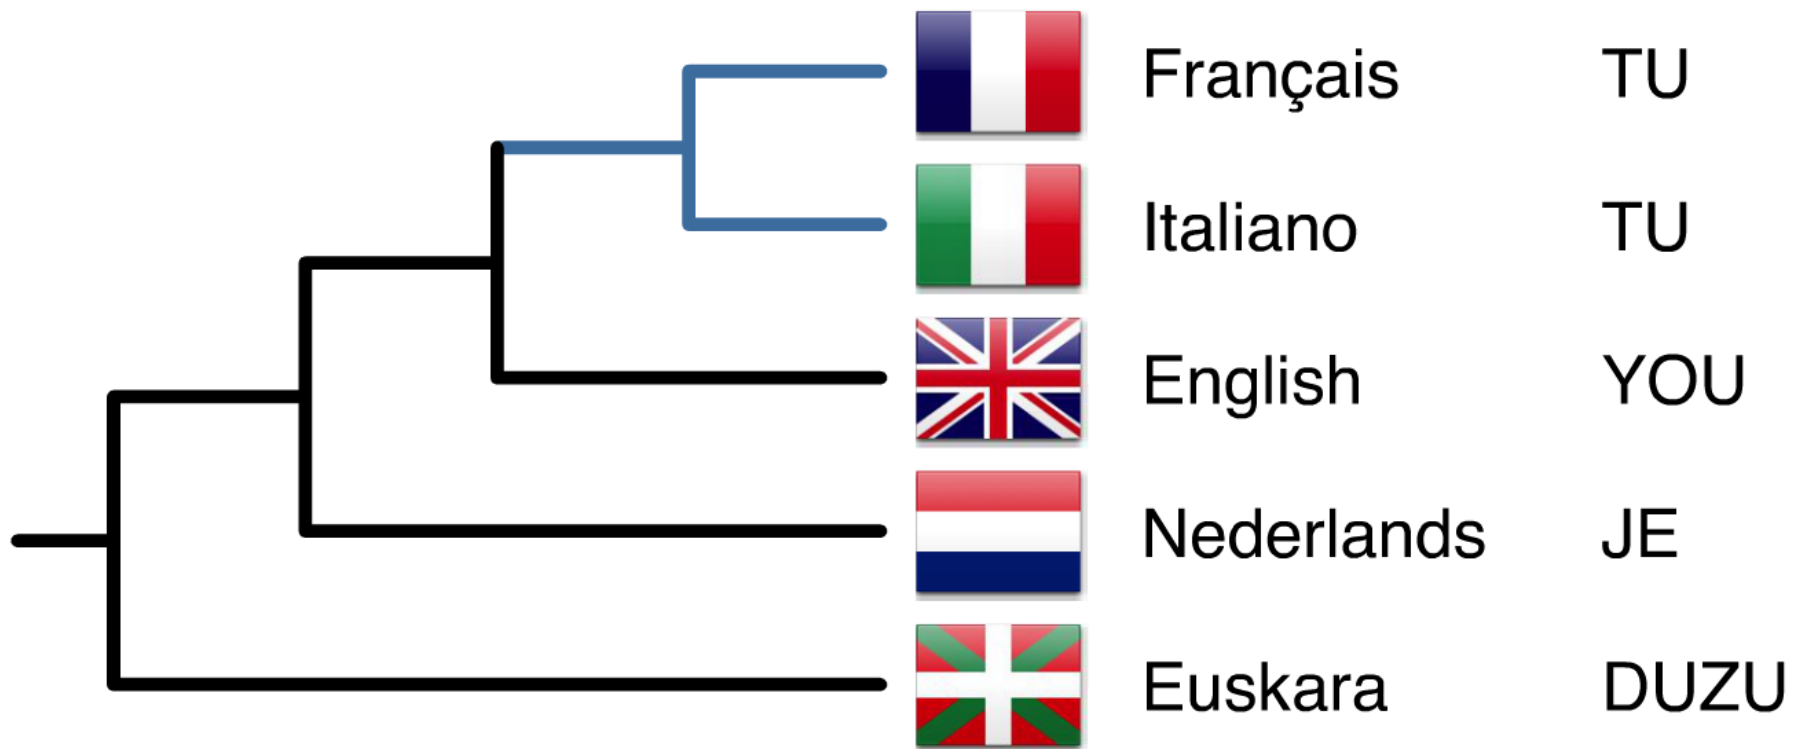 Français TU
Italiano TU
English YOU
Nederlands JE
Euskara DUZU